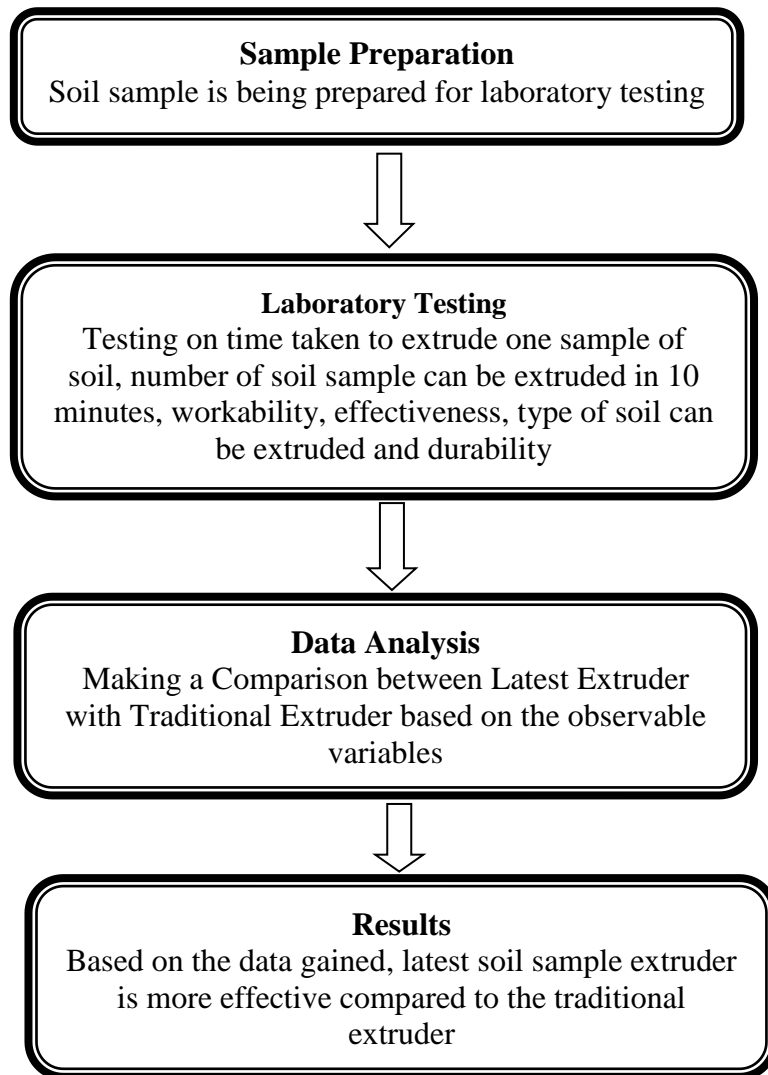 Sample Preparation
Soil sample is being prepared for laboratory testing
Laboratory Testing
Testing on time taken to extrude one sample of
soil, number of soil sample can be extruded in 10
minutes, workability, effectiveness, type of soil can
be extruded and durability
Data Analysis
Making a Comparison between Latest Extruder
with Traditional Extruder based on the observable
variables
Results
Based on the data gained, latest soil sample extruder
is more effective compared to the traditional
extruder